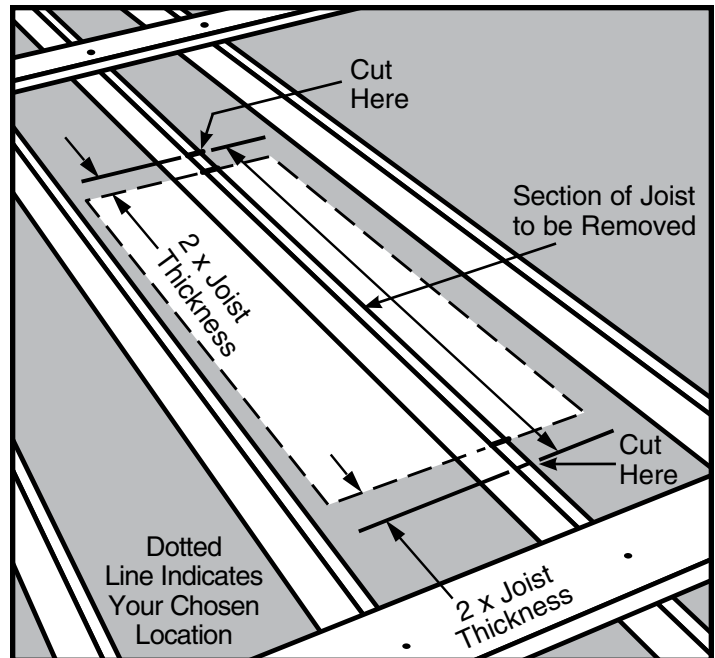 Cut
Here
Section of Joist
to be Removed
2 x Joist
Thickness
Cut
Here
Dotted
Line Indicates
Your Chosen
Location
2 x Joist
Thickness